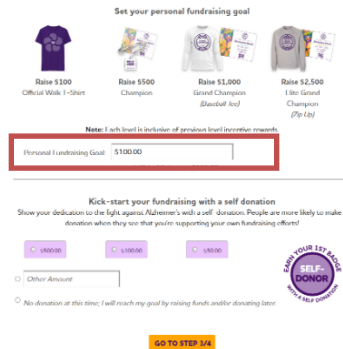 Set your personal fundraising goal
Raise $100
Official Walk T-Shirt
Raise $500
Champion
Raise $1,000
Grand Champion
(Baseball Tee)
Raise $2,500
Elite Grand
Champion
(Zip Up)
Note: Each level is inclusive of previous level incentive rewards
Personal Fundraising Goal: $100.00
Kick-start your fundraising with a self donation
Show your dedication to the fight against Alzheimer's with a self donation. People are more likely to make
donation when they see that you're supporting your own fundraising efforts!
$500.00
$100.00
$50.00
EARN YOUR 1ST BADGE
SELF-
DONOR
WITH A SELF DONATION
Other Amount
No donation at this time; I will reach my goal by raising funds and/or donating later
GO TO STEP 3/4